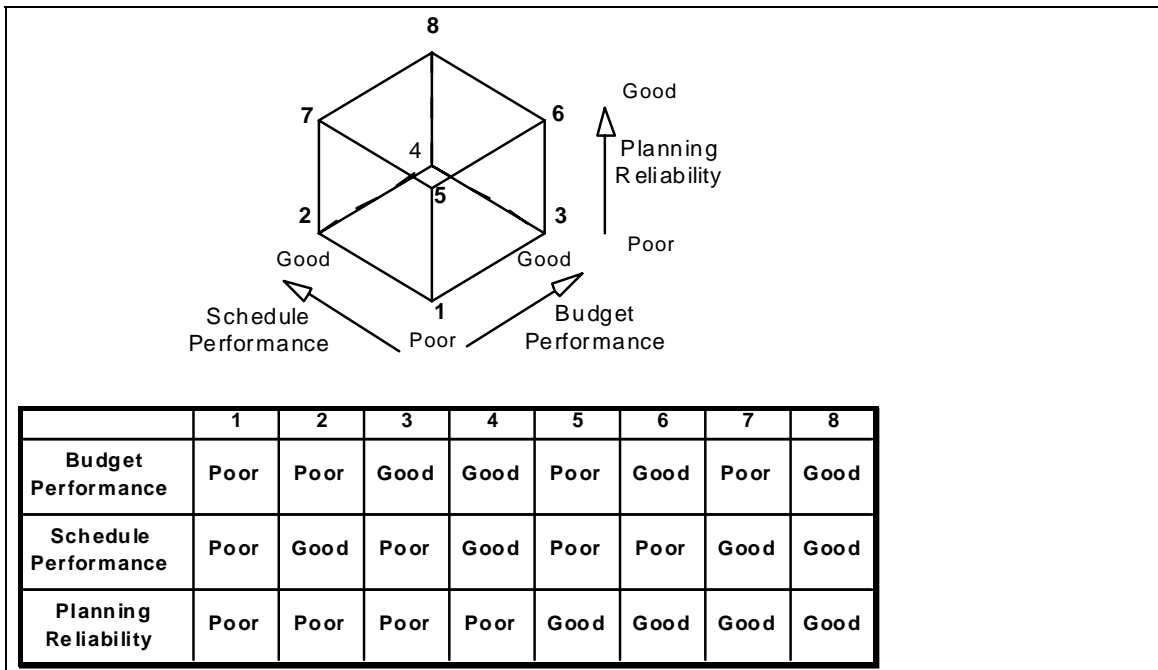 8
Good
7
6
Planning
Reliability
4
5
2
3
Poor
Good
Good
1
Schedule
Performance
Poor
Budget
Performance
1 2 3 4 5 6 7 8
Budget
Performance
Poor Poor Good Good Poor Good Poor Good
Schedule
Performance
Poor Good Poor Good Poor Poor Good Good
Planning
Reliability
Poor Poor Poor Poor Good Good Good Good